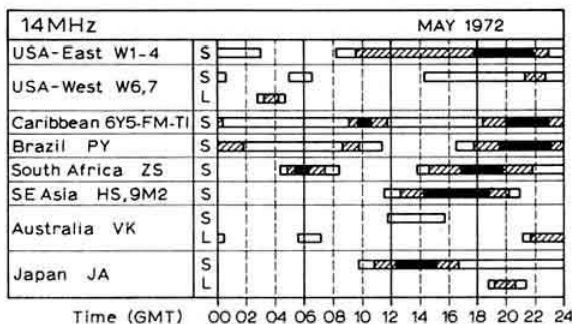 14MHz MAY 1972
USA-East W1-4 S
USA-West W6,7 S
L
Caribbean 6Y5-FM-TI S
Brazil PY S
South Africa ZS S
SE Asia HS,9M2 S
Australia VK S
L
Japan JA S
L
Time (GMT) 00 02 04 06 08 10 12 14 16 18 20 22 24